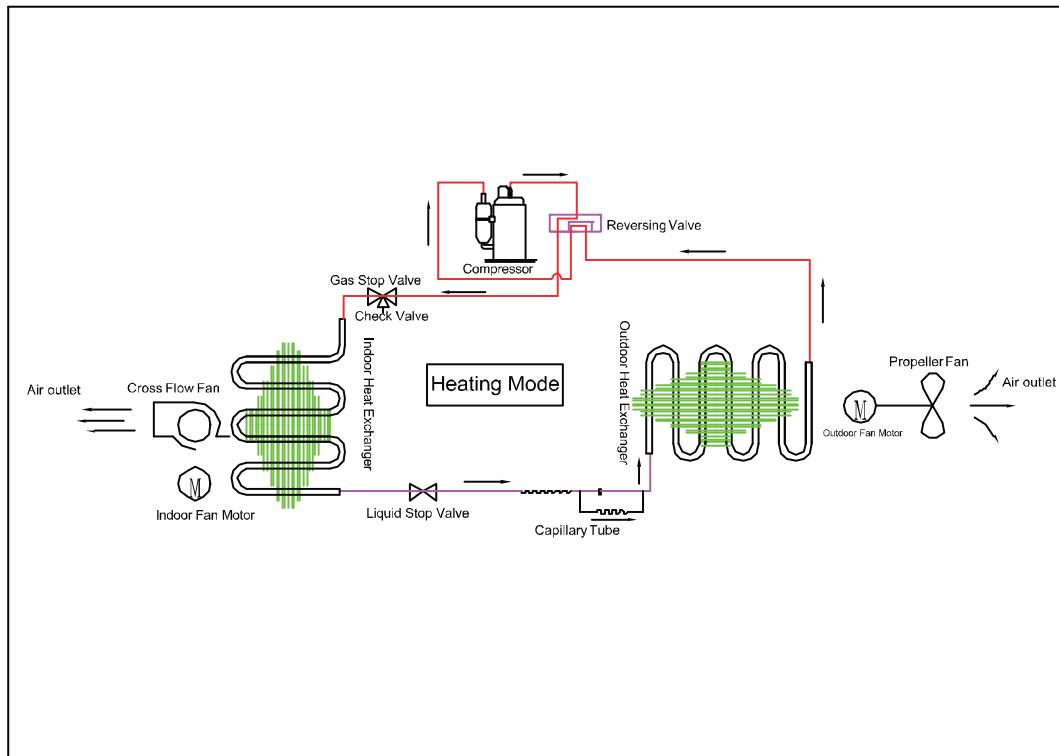 Reversing Valve
Compressor
Gas Stop Valve
Check Valve
Indoor Heat Exchanger
Outdoor Heat Exchanger
Heating Mode
Air outlet
Cross Flow Fan
M
Indoor Fan Motor
Liquid Stop Valve
Capillary Tube
Propeller Fan
Air outlet
M
Outdoor Fan Motor